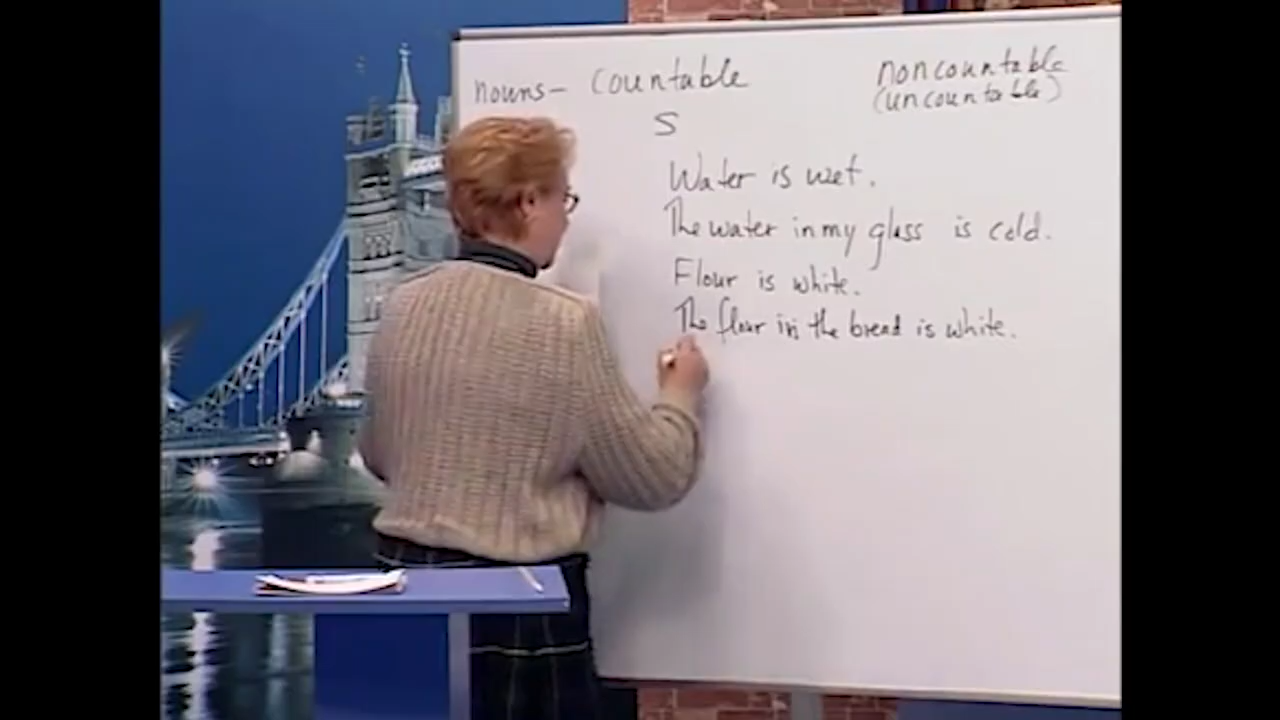 nouns- countable noncountable
(uncountable)
S
Water is wet.
The water in my glass is cold.
Flour is white.
The flour in the bread is white.